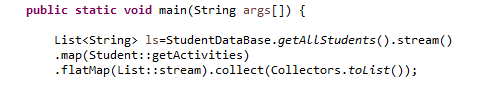 public static void main(String args[]) {
List<String> ls=StudentDataBase.getAllStudents().stream()
.map(Student::getActivities)
.flatMap(List::stream).collect(Collectors.toList());